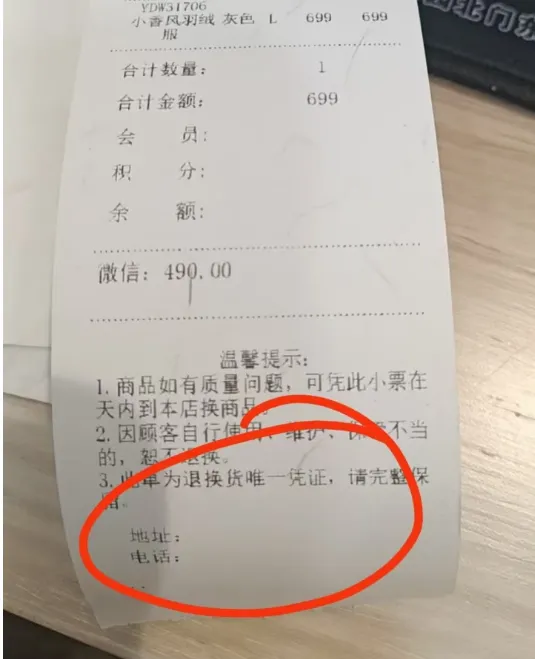 YDW31706
小香风羽绒 灰色 L 699 699
服
合计数量: 1
合计金额: 699
会 员:
积 分:
余 额:
微信: 490.00
温馨提示:
1.商品如有质量问题, 可凭此小票在
天内到本店换商品。
2.因顾客自行使用、维护、保管不当
的, 恕不退换。
3.此单为退换货唯一凭证, 请完整保
地址:
电话: